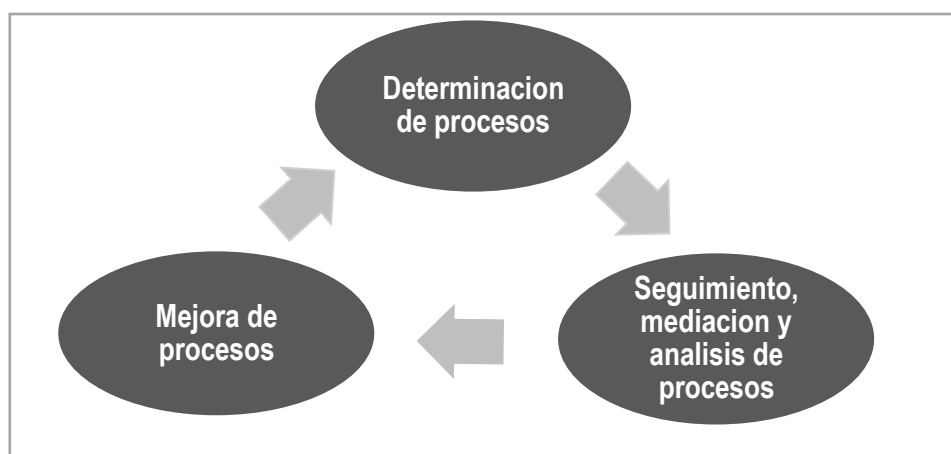 Determinacion
de procesos
Mejora de
procesos
Seguimiento,
mediacion y
analisis de
procesos